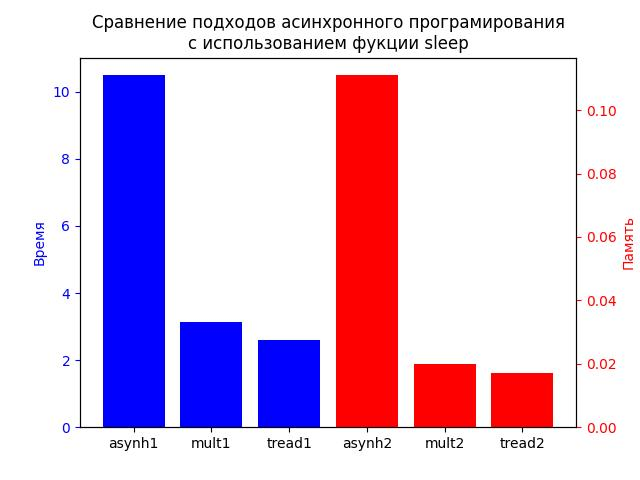 Сравнение подходов асинхронного програмирования
с использованием фукции sleep
Время
10
8
6
4
2
0
asynh1
mult1
tread1
asynh2
mult2
tread2
0.10
0.08
0.06
0.04
0.02
0.00
Память